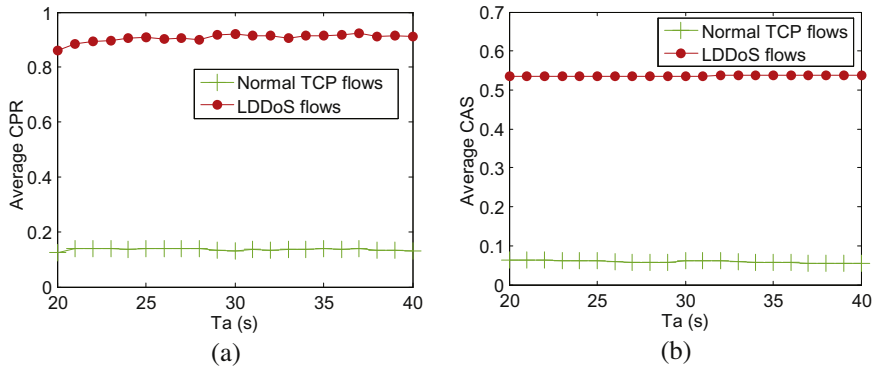 1
0.8
0.6
0.4
0.2
0
Average CPR
Normal TCP flows
LDDoS flows
20 25 30 35 40
Ta (s)
(a)
0.7
0.6
0.5
0.4
0.3
0.2
0.1
0
Average CAS
Normal TCP flows
LDDoS flows
20 25 30 35 40
Ta (s)
(b)